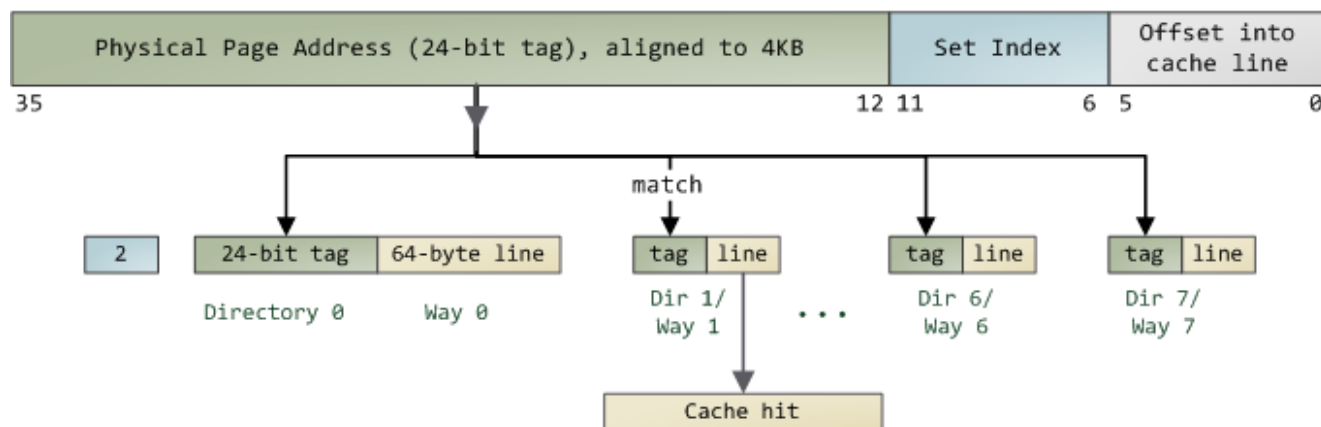 Physical Page Address (24-bit tag), aligned to 4KB
Set Index
Offset into
cache line
35
12
11
6
5
0
match
2
24-bit tag
64-byte line
tag
line
tag
line
tag
line
Directory 0
Way 0
Dir 1/
Way 1
...
Dir 6/
Way 6
Dir 7/
Way 7
Cache hit